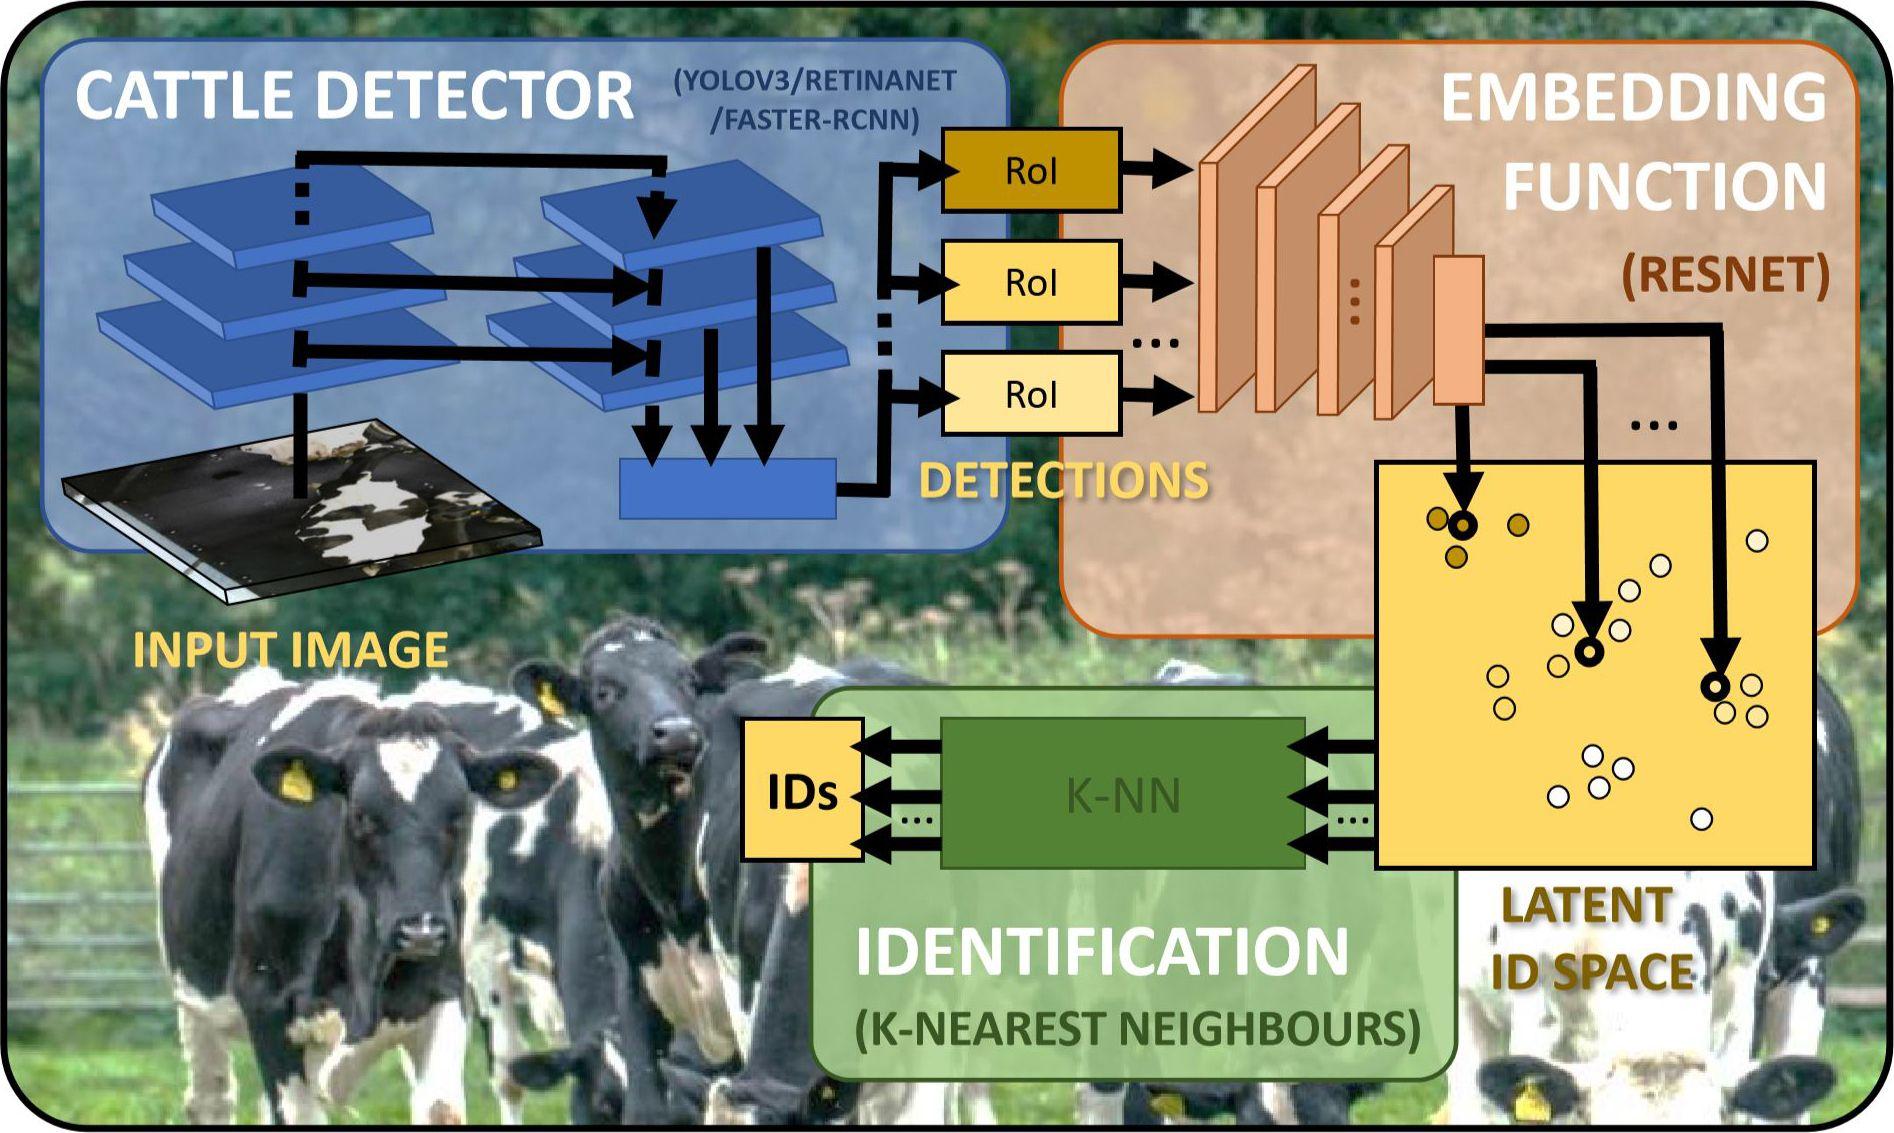 CATTLE DETECTOR
(YOLOV3/RETINANET
/FASTER-RCNN)
EMBEDDING
FUNCTION
(RESNET)
RoI
RoI
RoI
...
...
DETECTIONS
INPUT IMAGE
IDs
K-NN
....
....
IDENTIFICATION
(K-NEAREST NEIGHBOURS)
LATENT
ID SPACE